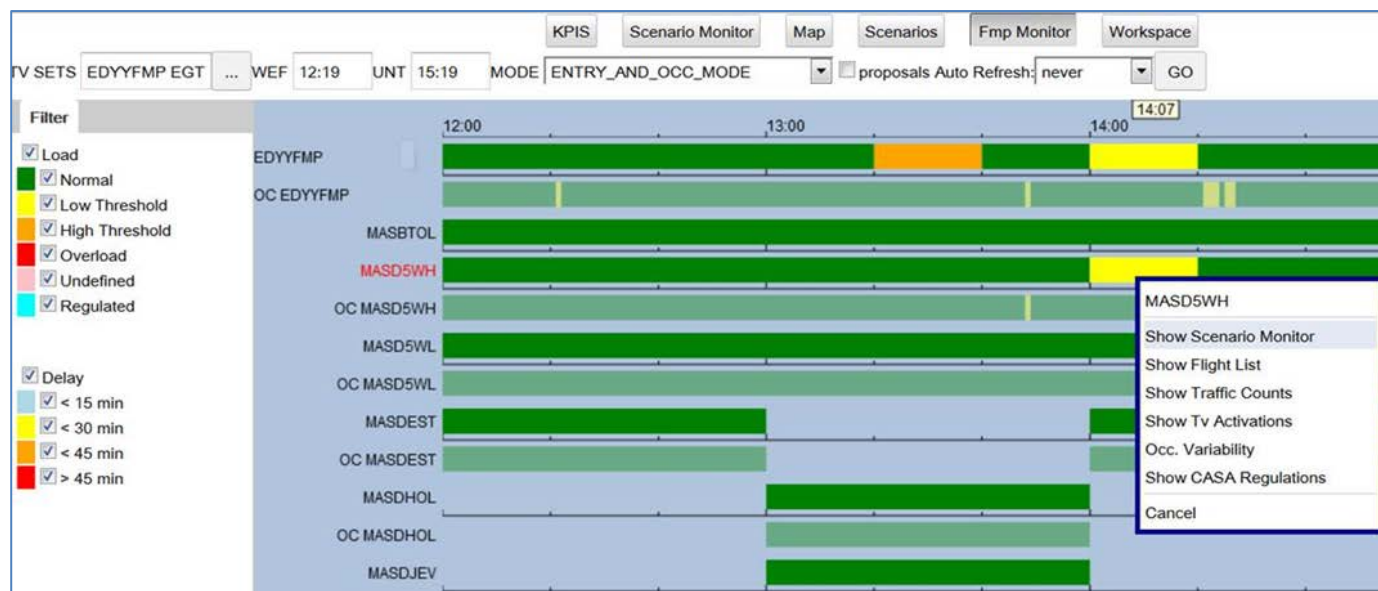 KPIS Scenario Monitor Map Scenarios Fmp Monitor Workspace
TV SETS EDYYFMP EGT ... WEF 12:19 UNT 15:19 MODE ENTRY_AND_OCC_MODE proposals Auto Refresh: never GO
Filter
Load
Normal
Low Threshold
High Threshold
Overload
Undefined
Regulated
Delay
< 15 min
< 30 min
< 45 min
> 45 min
14:07
12:00 13:00 14:00
EDYYFMP
OC EDYYFMP
MASBTOL
MASD5WH
OC MASD5WH
MASD5WL
OC MASD5WL
MASDEST
OC MASDEST
MASDHOL
OC MASDHOL
MASDJEV
MASD5WH
Show Scenario Monitor
Show Flight List
Show Traffic Counts
Show Tv Activations
Occ. Variability
Show CASA Regulations
Cancel